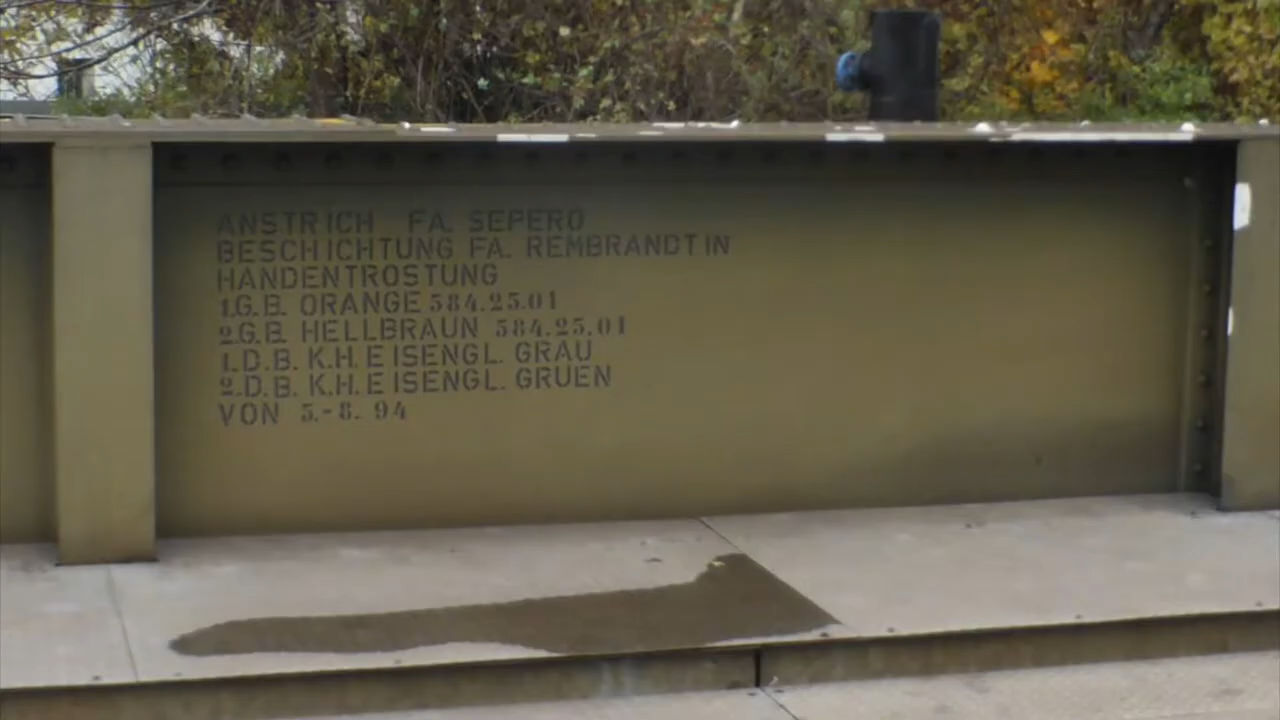 ANSTRICH FA. SEPERO
BESCHICHTUNG FA. REMBRANDTIN
HANDENTROSTUNG
1.G.B. ORANGE 584.25.01
2.G.B. HELLBRAUN 584.25.01
1.D.B. K.H. EISENGL. GRAU
2.D.B. K.H. EISENGL. GRUEN
VON 5.-8. 94